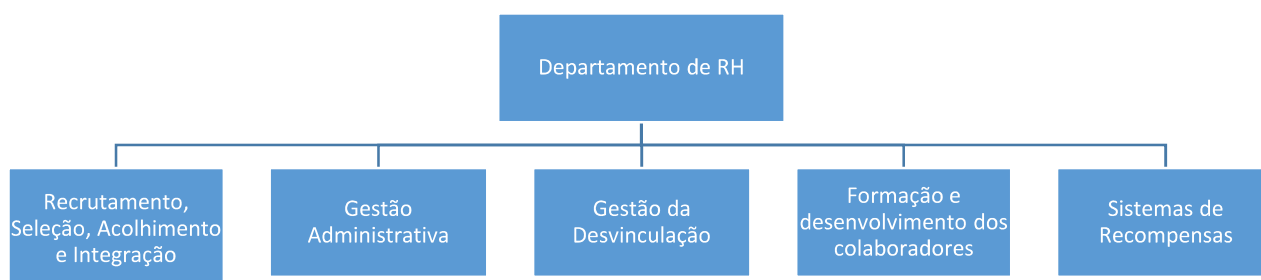 Departamento de RH
Recrutamento,
Seleção, Acolhimento
e Integração
Gestão
Administrativa
Gestão da
Desvinculação
Formação e
desenvolvimento dos
colaboradores
Sistemas de
Recompensas